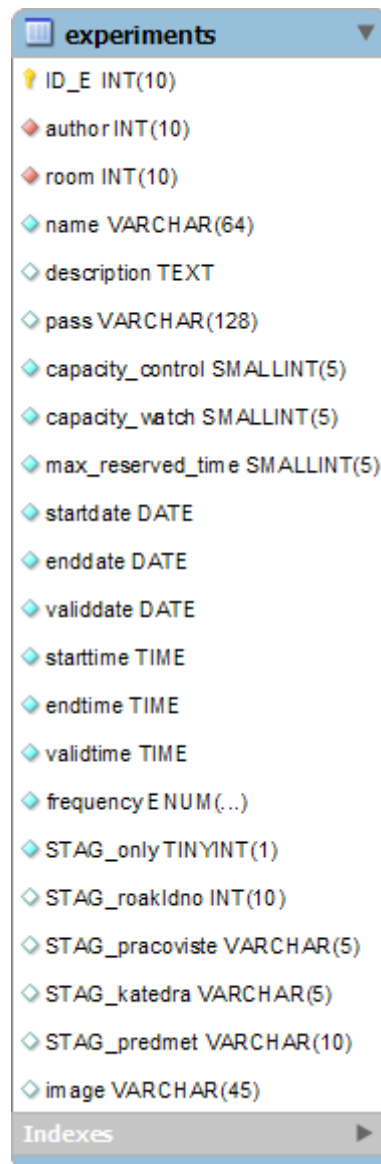 experiments
ID_E INT(10)
author INT(10)
room INT(10)
name VARCHAR(64)
description TEXT
pass VARCHAR(128)
capacity_control SMALLINT(5)
capacity_watch SMALLINT(5)
max_reserved_time SMALLINT(5)
startdate DATE
enddate DATE
validdate DATE
starttime TIME
endtime TIME
validtime TIME
frequency ENUM(...)
STAG_only TINYINT(1)
STAG_roakIdno INT(10)
STAG_pracoviste VARCHAR(5)
STAG_katedra VARCHAR(5)
STAG_predmet VARCHAR(10)
image VARCHAR(45)
Indexes